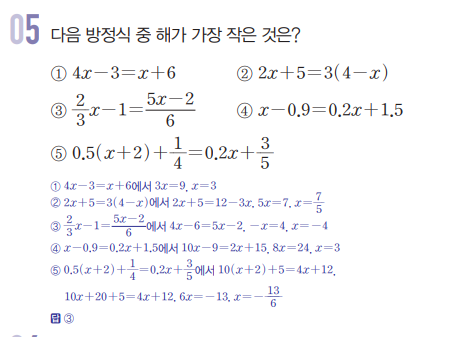 05 다음 방정식 중 해가 가장 작은 것은?
① 4x−3=x+6 ② 2x+5=3(4−x)
③ 2/3x−1=5x−2/6 ④ x−0.9=0.2x+1.5
⑤ 0.5(x+2)+1/4=0.2x+3/5
① 4x−3=x+6에서 3x=9, x=3
② 2x+5=3(4−x)에서 2x+5=12−3x, 5x=7, x=7/5
③ 2/3x−1=5x−2/6에서 4x−6=5x−2, −x=4, x=−4
④ x−0.9=0.2x+1.5에서 10x−9=2x+15, 8x=24, x=3
⑤ 0.5(x+2)+1/4=0.2x+3/5에서 10(x+2)+5=4x+12,
10x+20+5=4x+12, 6x=−13, x=−13/6
답 ③